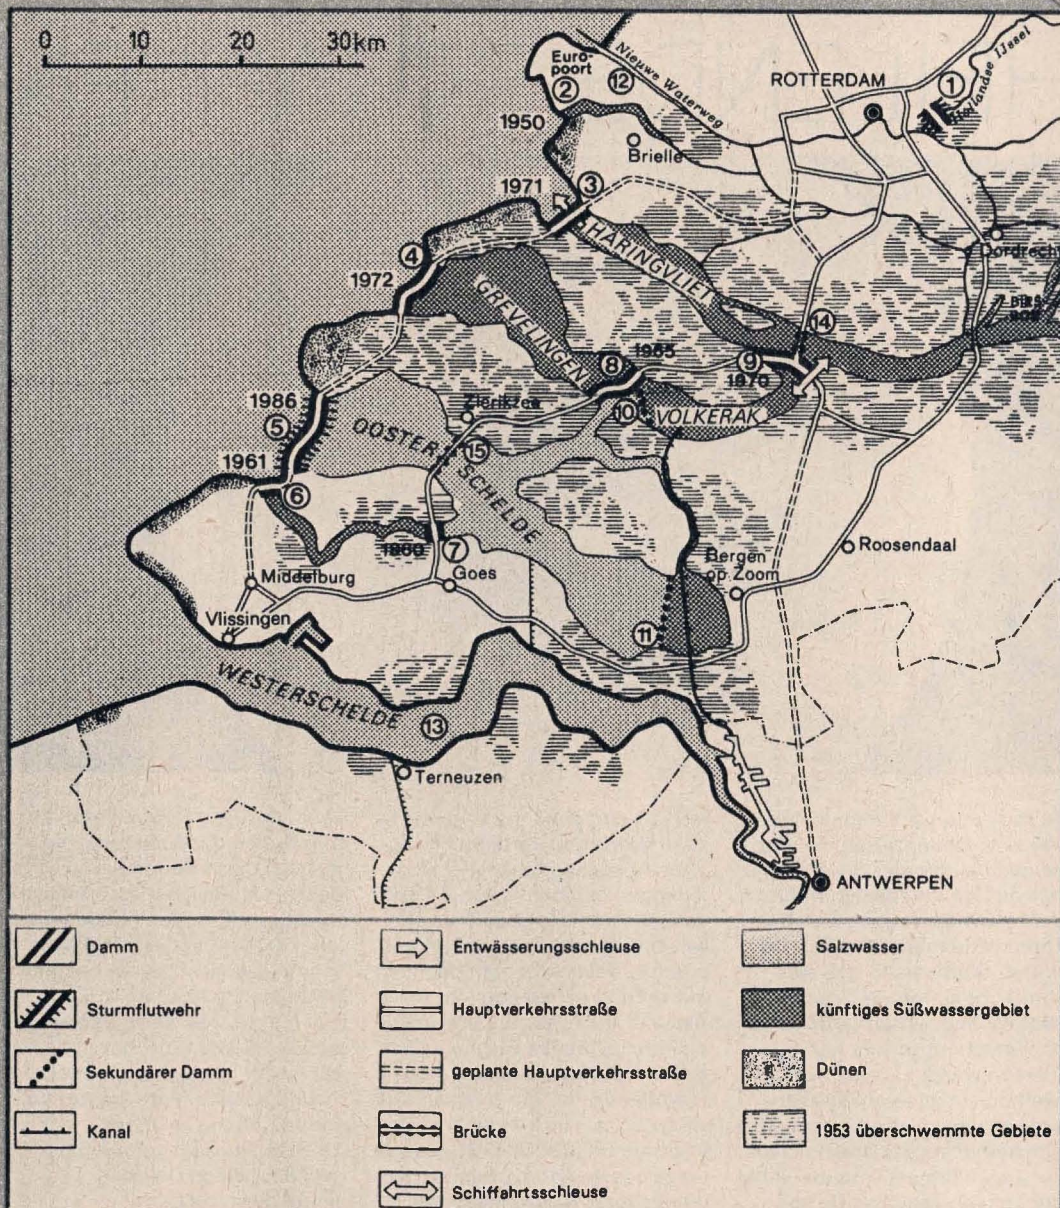 0 10 20 30km
Euro-
poort
②
⑫
Nieuwe Waterweg
ROTTERDAM
①
Hollandse IJssel
1950
Brielle
1971
③
HARINGVLIET
Dordrecht
④
1972
GREVELINGEN
⑭
BIES
BOS
⑧
1965
⑨
1970
1986
⑤
Zierikzee
⑩
VOLKERAK
OOSTERSCHELDE
⑮
1961
⑥
1960
⑦
Roosendaal
Bergen
op Zoom
Middelburg
Goes
Vlissingen
⑪
WESTERSCHELDE
⑬
Terneuzen
ANTWERPEN
Damm
Sturmflutwehr
Sekundärer Damm
Kanal
Entwässerungsschleuse
Hauptverkehrsstraße
geplante Hauptverkehrsstraße
Brücke
Schiffahrtsschleuse
Salzwasser
künftiges Süßwassergebiet
Dünen
1953 überschwemmte Gebiete